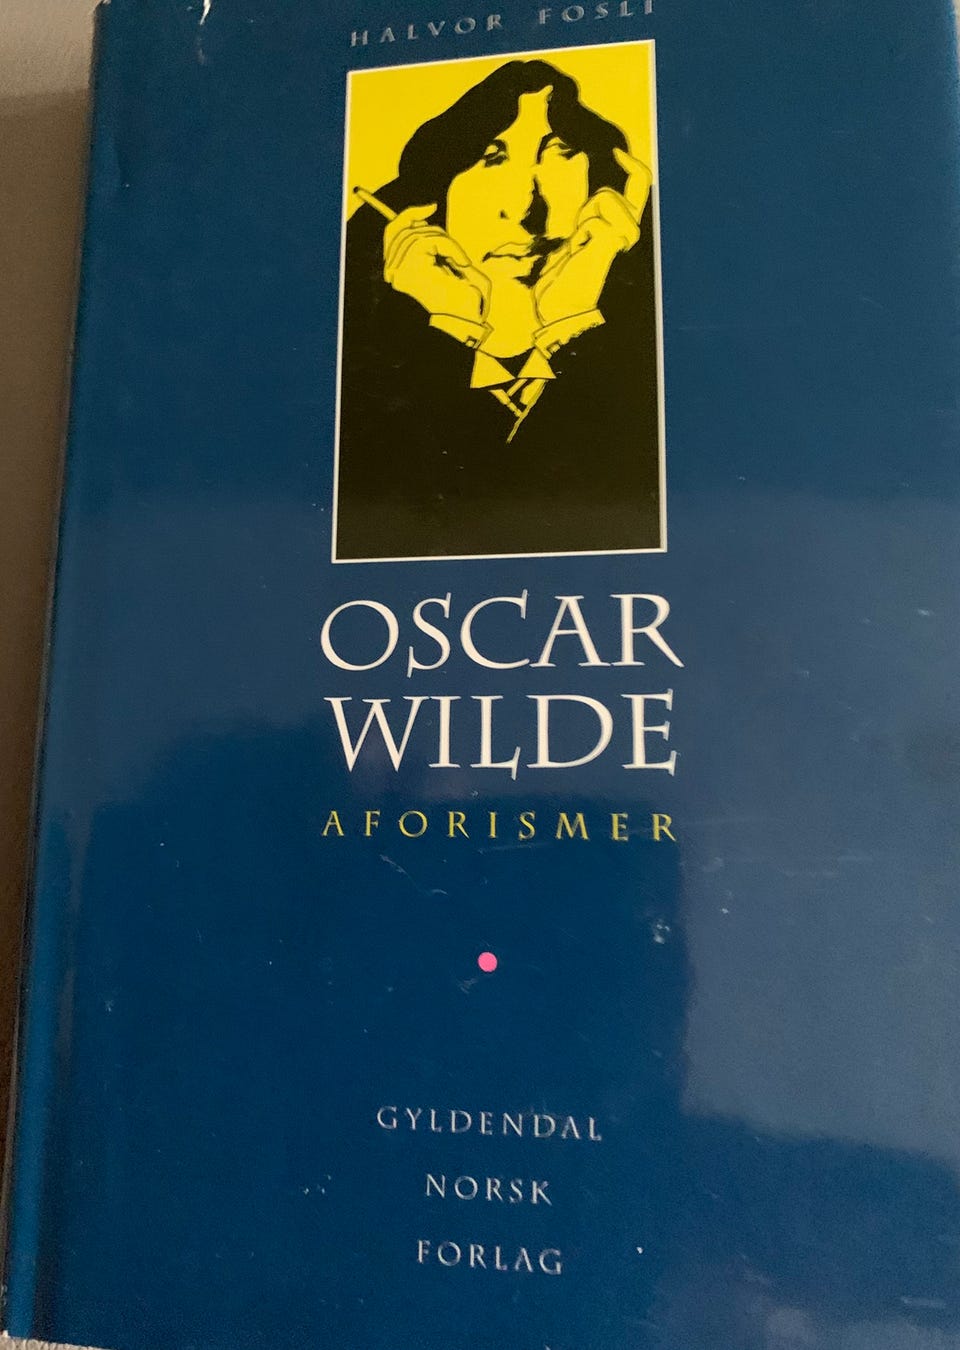 HALVOR FOSLI
OSCAR
WILDE
AFORISMER
GYLDENDAL
NORSK
FORLAG